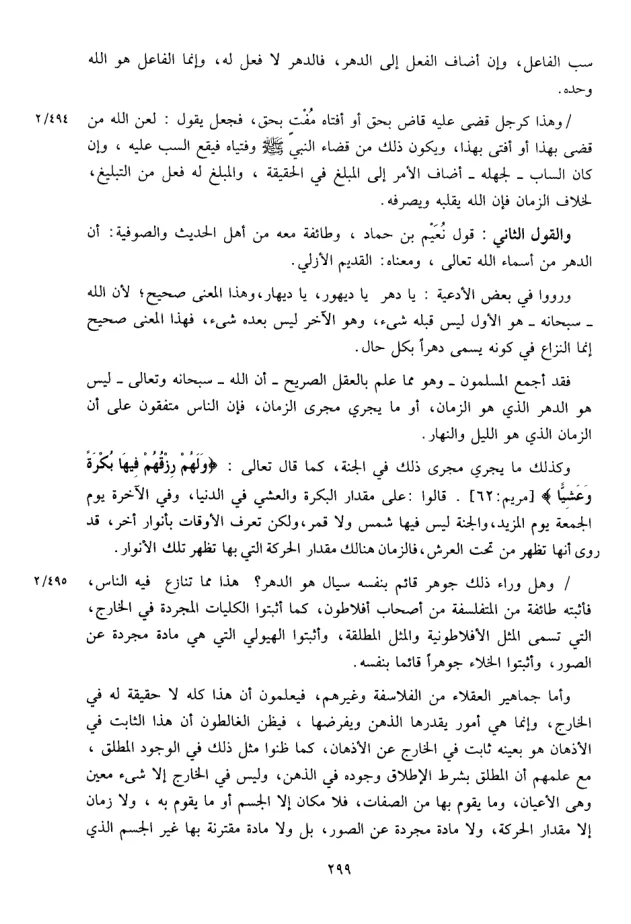 سب الفاعل، وإن أضاف الفعل إلى الدهر، فالدهر لا فعل له، وإنما الفاعل هو الله
وحده.
/ وهذا كرجل قضى عليه قاض بحق أو أفتاه مُفْتٍ بحق، فجعل يقول : لعن الله من ٢/٤٩٤
قضى بهذا أو أفتى بهذا، ويكون ذلك من قضاء النبي ﷺ وفتياه فيقع السب عليه ، وإن
كان الساب ـ لجهله ـ أضاف الأمر إلى المبلغ في الحقيقة ، والمبلغ له فعل من التبليغ،
بخلاف الزمان فإن الله يقلبه ويصرفه.
والقول الثاني : قول نُعَيْم بن حماد ، وطائفة معه من أهل الحديث والصوفية: أن
الدهر من أسماء الله تعالى ، ومعناه: القديم الأزلي.
ورووا في بعض الأدعية : يا دهر يا ديهور، يا ديهار،وهذا المعنى صحيح؛ لأن الله
ـ سبحانه ـ هو الأول ليس قبله شىء، وهو الآخر ليس بعده شىء، فهذا المعنى صحيح
إنما النزاع في كونه يسمى دهراً بكل حال.
فقد أجمع المسلمون ـ وهو مما علم بالعقل الصريح ـ أن الله ـ سبحانه وتعالى ـ ليس
هو الدهر الذي هو الزمان، أو ما يجري مجرى الزمان، فإن الناس متفقون على أن
الزمان الذي هو الليل والنهار.
وكذلك ما يجري مجرى ذلك في الجنة، كما قال تعالى : ﴿وَلَهُمْ رِزْقُهُمْ فِيهَا بُكْرَةً
وَعَشِيًّا ﴾ [مريم:٦٢] . قالوا :على مقدار البكرة والعشي في الدنيا، وفي الآخرة يوم
الجمعة يوم المزيد،والجنة ليس فيها شمس ولا قمر،ولكن تعرف الأوقات بأنوار أخر، قد
روى أنها تظهر من تحت العرش،فالزمان هنالك مقدار الحركة التي بها تظهر تلك الأنوار.
/ وهل وراء ذلك جوهر قائم بنفسه سيال هو الدهر؟ هذا مما تنازع فيه الناس، ٢/٤٩٥
فأثبته طائفة من المتفلسفة من أصحاب أفلاطون، كما أثبتوا الكليات المجردة في الخارج،
التي تسمى المثل الأفلاطونية والمثل المطلقة، وأثبتوا الهيولي التي هي مادة مجردة عن
الصور، وأثبتوا الخلاء جوهراً قائما بنفسه.
وأما جماهير العقلاء من الفلاسفة وغيرهم، فيعلمون أن هذا كله لا حقيقة له في
الخارج، وإنما هي أمور يقدرها الذهن ويفرضها ، فيظن الغالطون أن هذا الثابت في
الأذهان هو بعينه ثابت في الخارج عن الأذهان، كما ظنوا مثل ذلك في الوجود المطلق ،
مع علمهم أن المطلق بشرط الإطلاق وجوده في الذهن، وليس في الخارج إلا شىء معين
وهى الأعيان، وما يقوم بها من الصفات، فلا مكان إلا الجسم أو ما يقوم به ، ولا زمان
إلا مقدار الحركة، ولا مادة مجردة عن الصور، بل ولا مادة مقترنة بها غير الجسم الذي
٢٩٩